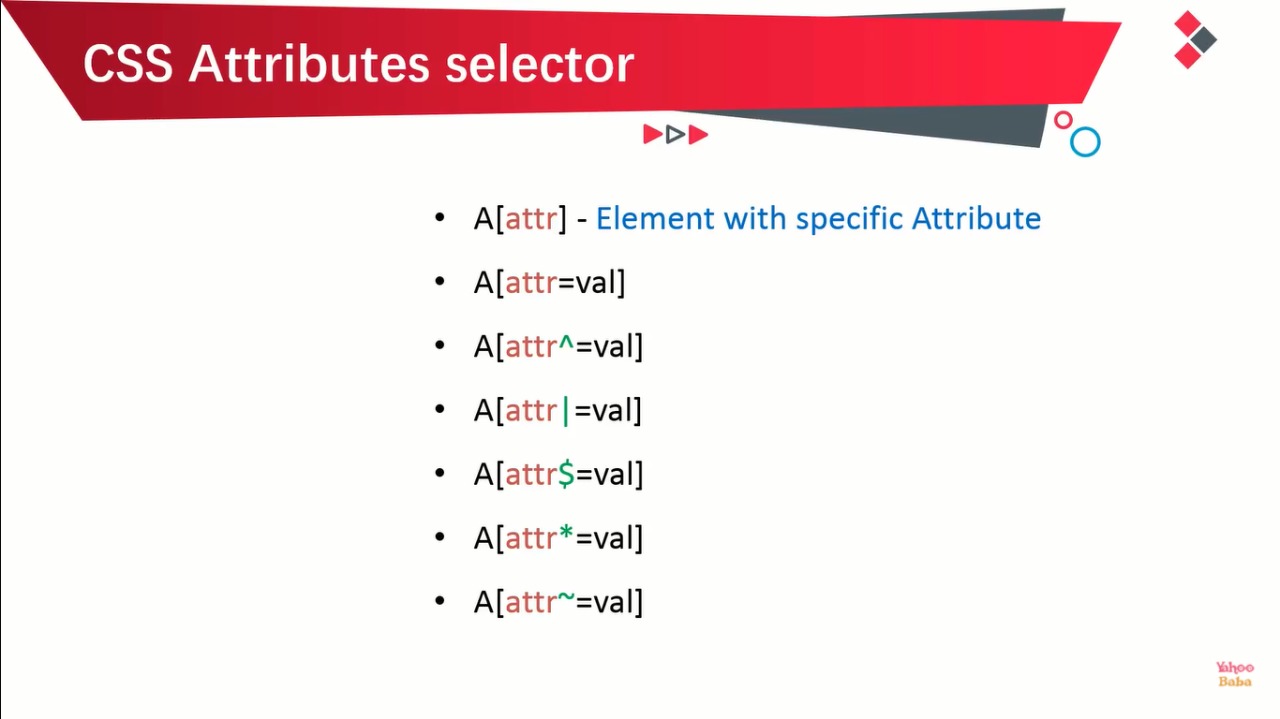 CSS Attributes selector
• A[attr] - Element with specific Attribute
• A[attr=val]
• A[attr^=val]
• A[attr|=val]
• A[attr$=val]
• A[attr*=val]
• A[attr~=val]
Yahoo
Baba